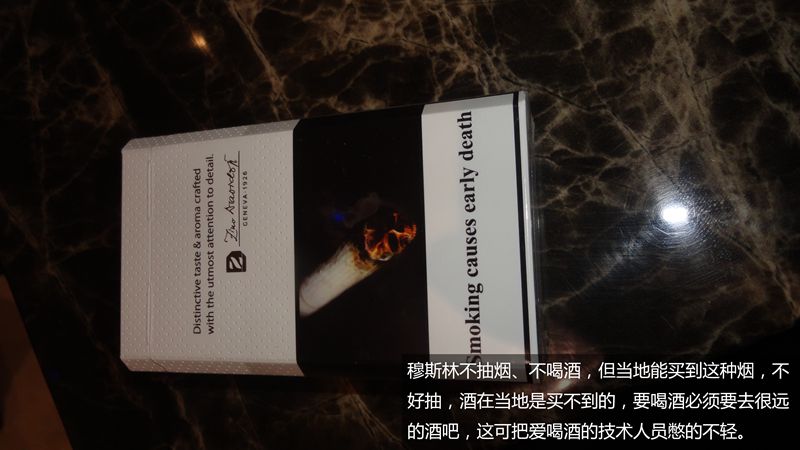 Distinctive taste & aroma crafted
with the utmost attention to detail.
Zino Davidoff
GENEVA·1926
Smoking causes early death
穆斯林不抽烟、不喝酒，但当地能买到这种烟，不
好抽，酒在当地是买不到的，要喝酒必须要去很远
的酒吧，这可把爱喝酒的技术人员憋的不轻。